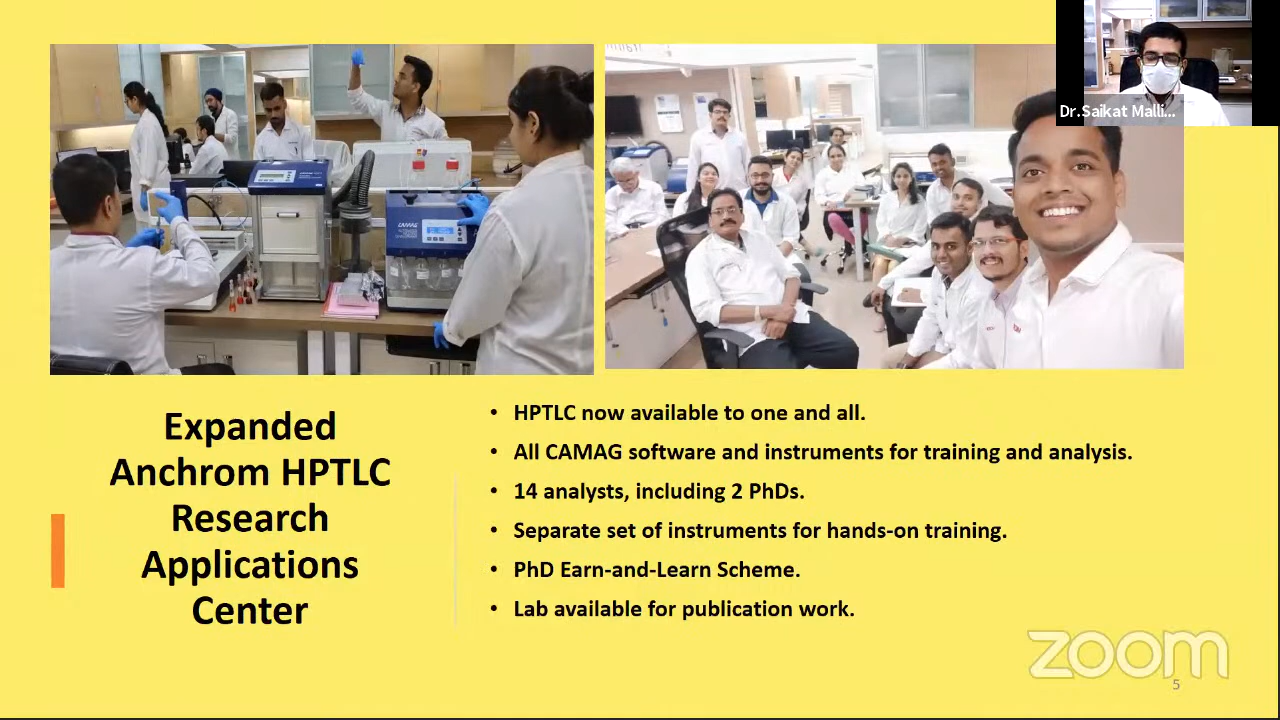 Dr.Saikat Malli...
CAMAG
Expanded
Anchrom HPTLC
Research
Applications
Center
• HPTLC now available to one and all.
• All CAMAG software and instruments for training and analysis.
• 14 analysts, including 2 PhDs.
• Separate set of instruments for hands-on training.
• PhD Earn-and-Learn Scheme.
• Lab available for publication work.
zoom
5